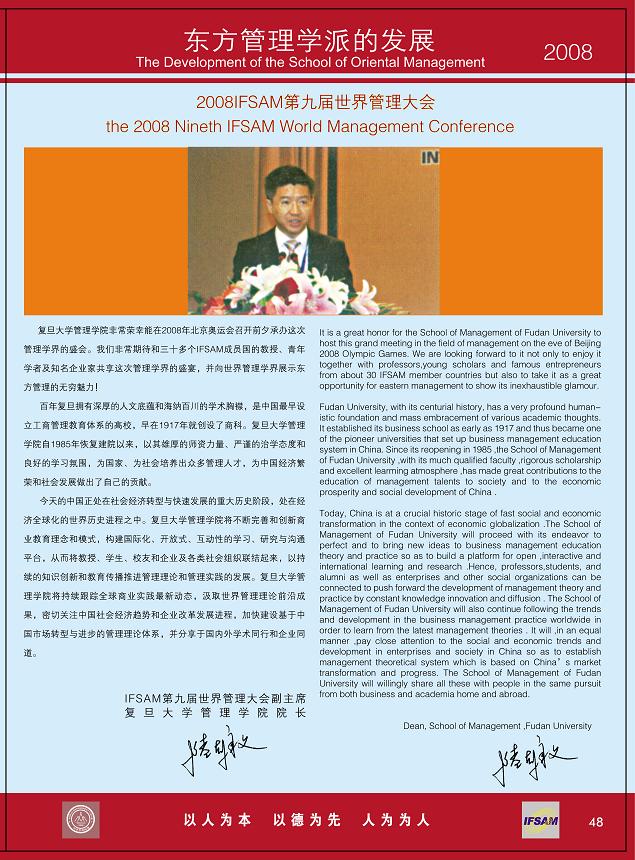 东方管理学派的发展
The Development of the School of Oriental Management
2008
2008IFSAM第九届世界管理大会
the 2008 Nineth IFSAM World Management Conference
IN
复旦大学管理学院非常荣幸能在2008年北京奥运会召开前夕承办这次
管理学界的盛会。我们非常期待和三十多个IFSAM成员国的教授、青年
学者及知名企业家共享这次管理学界的盛宴，并向世界管理学界展示东
方管理的无穷魅力！
百年复旦拥有深厚的人文底蕴和海纳百川的学术胸襟，是中国最早设
立工商管理教育体系的高校，早在1917年就创设了商科。复旦大学管理
学院自1985年恢复建院以来，以其雄厚的师资力量、严谨的治学态度和
良好的学习氛围，为国家、为社会培养出众多管理人才，为中国经济繁
荣和社会发展做出了自己的贡献。
今天的中国正处在社会经济转型与快速发展的重大历史阶段，处在经
济全球化的世界历史进程之中。复旦大学管理学院将不断完善和创新商
业教育理念和模式，构建国际化、开放式、互动性的学习、研究与沟通
平台，从而将教授、学生、校友和企业及各类社会组织联结起来，以持
续的知识创新和教育传播推进管理理论和管理实践的发展。复旦大学管
理学院将持续跟踪全球商业实践最新动态，汲取世界管理理论前沿成
果，密切关注中国社会经济趋势和企业改革发展进程，加快建设基于中
国市场转型与进步的管理理论体系，并分享于国内外学术同行和企业同
道。
IFSAM第九届世界管理大会副主席
复旦大学管理学院院长
It is a great honor for the School of Management of Fudan University to
host this grand meeting in the field of management on the eve of Beijing
2008 Olympic Games. We are looking forward to it not only to enjoy it
together with professors,young scholars and famous entrepreneurs
from about 30 IFSAM member countries but also to take it as a great
opportunity for eastern management to show its inexhaustible glamour.
Fudan University, with its centurial history, has a very profound human-
istic foundation and mass embracement of various academic thoughts.
It established its business school as early as 1917 and thus became one
of the pioneer universities that set up business management education
system in China. Since its reopening in 1985 ,the School of Management
of Fudan University ,with its much qualified faculty ,rigorous scholarship
and excellent learning atmosphere ,has made great contributions to the
education of management talents to society and to the economic
prosperity and social development of China .
Today, China is at a crucial historic stage of fast social and economic
transformation in the context of economic globalization .The School of
Management of Fudan University will proceed with its endeavor to
perfect and to bring new ideas to business management education
theory and practice so as to build a platform for open ,interactive and
international learning and research .Hence, professors,students, and
alumni as well as enterprises and other social organizations can be
connected to push forward the development of management theory and
practice by constant knowledge innovation and diffusion . The School of
Management of Fudan University will also continue following the trends
and development in the business management practice worldwide in
order to learn from the latest management theories . It will ,in an equal
manner ,pay close attention to the social and economic trends and
development in enterprises and society in China so as to establish
management theoretical system which is based on China's market
transformation and progress. The School of Management of Fudan
University will willingly share all these with people in the same pursuit
from both business and academia home and abroad.
Dean, School of Management ,Fudan University
以人为本 以德为先 人为为人
IFSAM
48